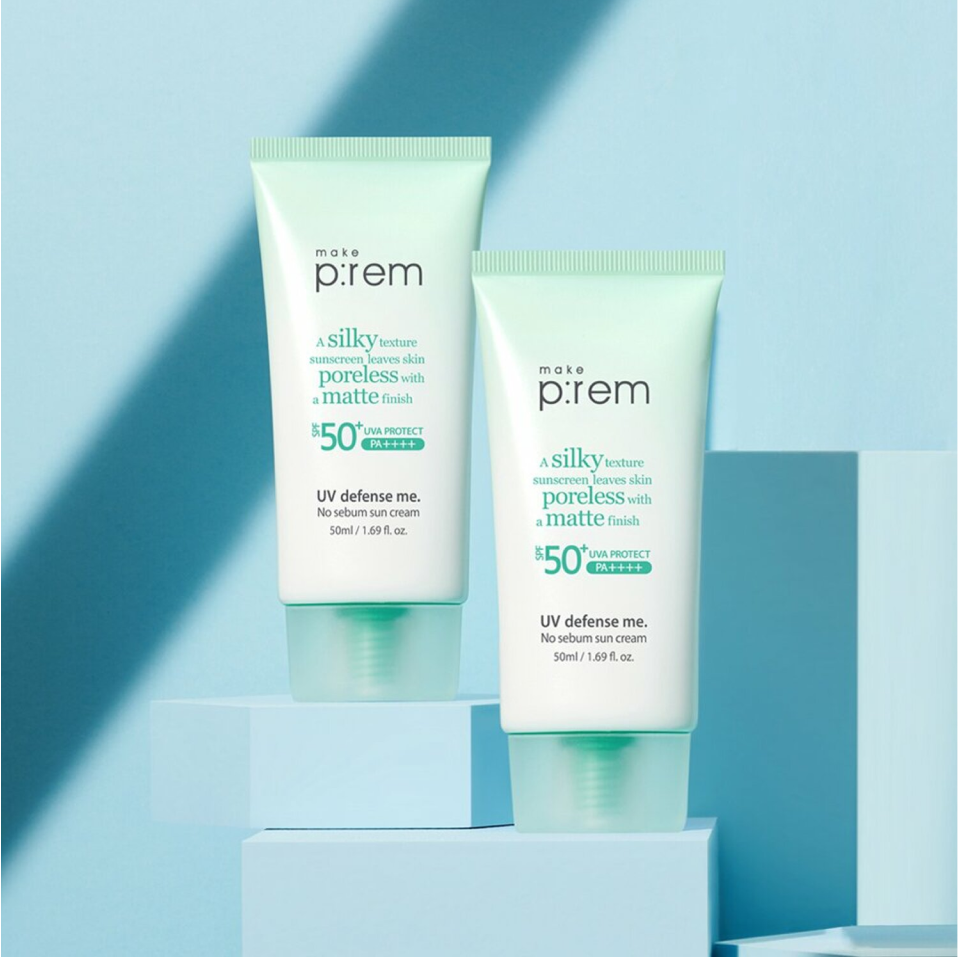 make
p:rem
A silky texture
sunscreen leaves skin
poreless with
a matte finish
SPF 50+ UVA PROTECT
PA++++
UV defense me.
No sebum sun cream
50ml / 1.69 fl. oz.
make
p:rem
A silky texture
sunscreen leaves skin
poreless with
a matte finish
SPF 50+ UVA PROTECT
PA++++
UV defense me.
No sebum sun cream
50ml / 1.69 fl. oz.